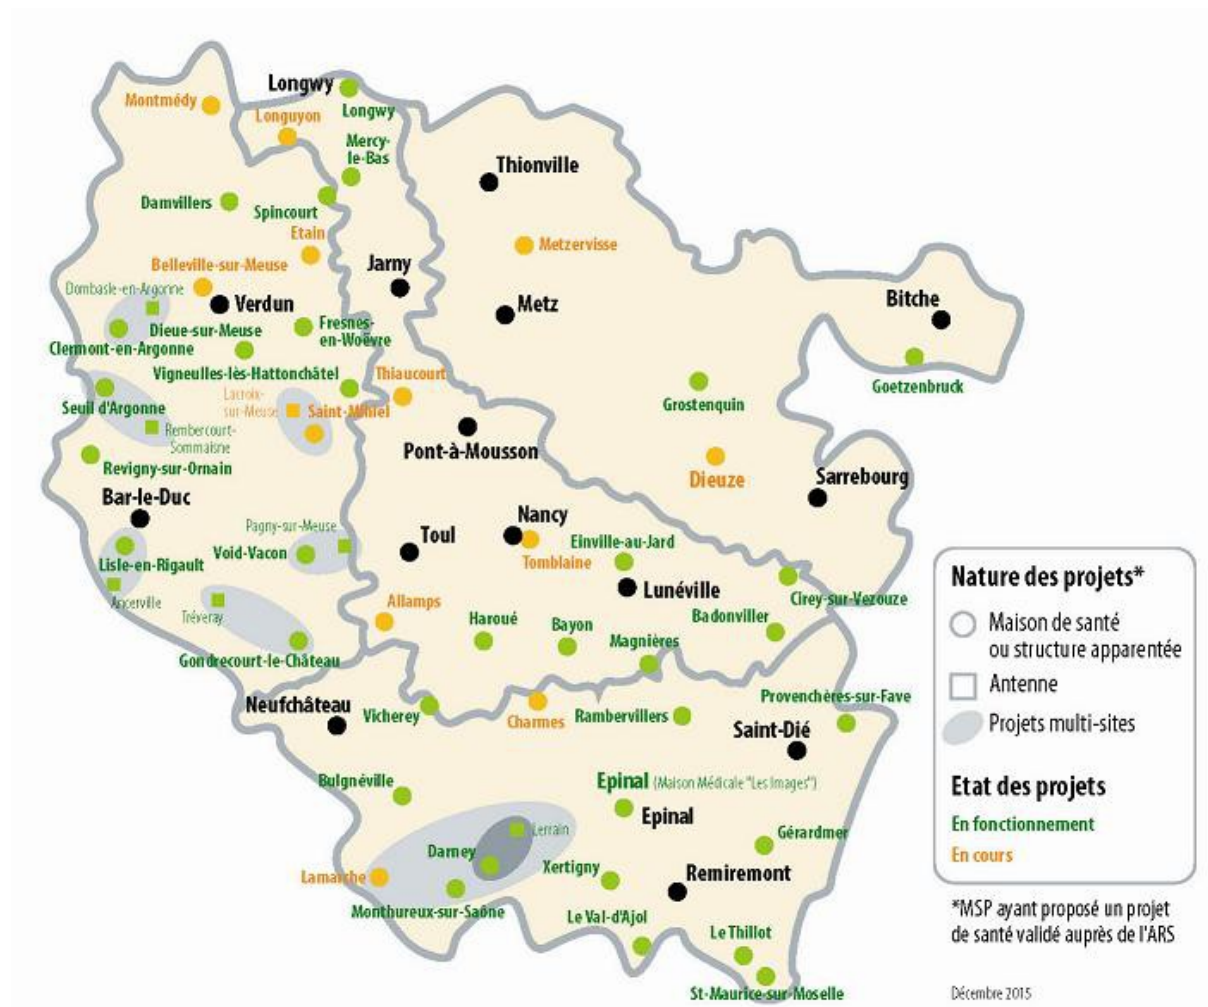 Longwy
Montmédy
Longwy
Longuyon
Mercy-
le-Bas
Thionville
Damvillers
Spincourt
Etain
Metzervisse
Belleville-sur-Meuse
Jarny
Dombasle-en-Argonne
Verdun
Metz
Bitche
Dieue-sur-Meuse
Fresnes-
en-Woëvre
Clermont-en-Argonne
Vigneulles-lès-Hattonchâtel
Thiaucourt
Goetzenbruck
Lacroix-
sur-Meuse
Seuil d'Argonne
Saint-Mihiel
Grostenquin
Rembercourt-
Sommaisne
Pont-à-Mousson
Revigny-sur-Ornain
Dieuze
Sarrebourg
Bar-le-Duc
Nancy
Pagny-sur-Meuse
Toul
Einville-au-Jard
Void-Vacon
Tomblaine
Lisle-en-Rigault
Lunéville
Ancerville
Allamps
Cirey-sur-Vezouze
Tréveray
Haroué
Bayon
Badonviller
Magnières
Gondrecourt-le-Château
Provenchères-sur-Fave
Neufchâteau
Vicherey
Charmes
Rambervillers
Saint-Dié
Bulgnéville
Epinal (Maison Médicale "Les Images")
Epinal
Lerrain
Gérardmer
Darney
Xertigny
Lamarche
Remiremont
Monthureux-sur-Saône
Le Val-d'Ajol
Le Thillot
St-Maurice-sur-Moselle
Nature des projets*
Maison de santé
ou structure apparentée
Antenne
Projets multi-sites
Etat des projets
En fonctionnement
En cours
*MSP ayant proposé un projet
de santé validé auprès de l'ARS
Décembre 2015